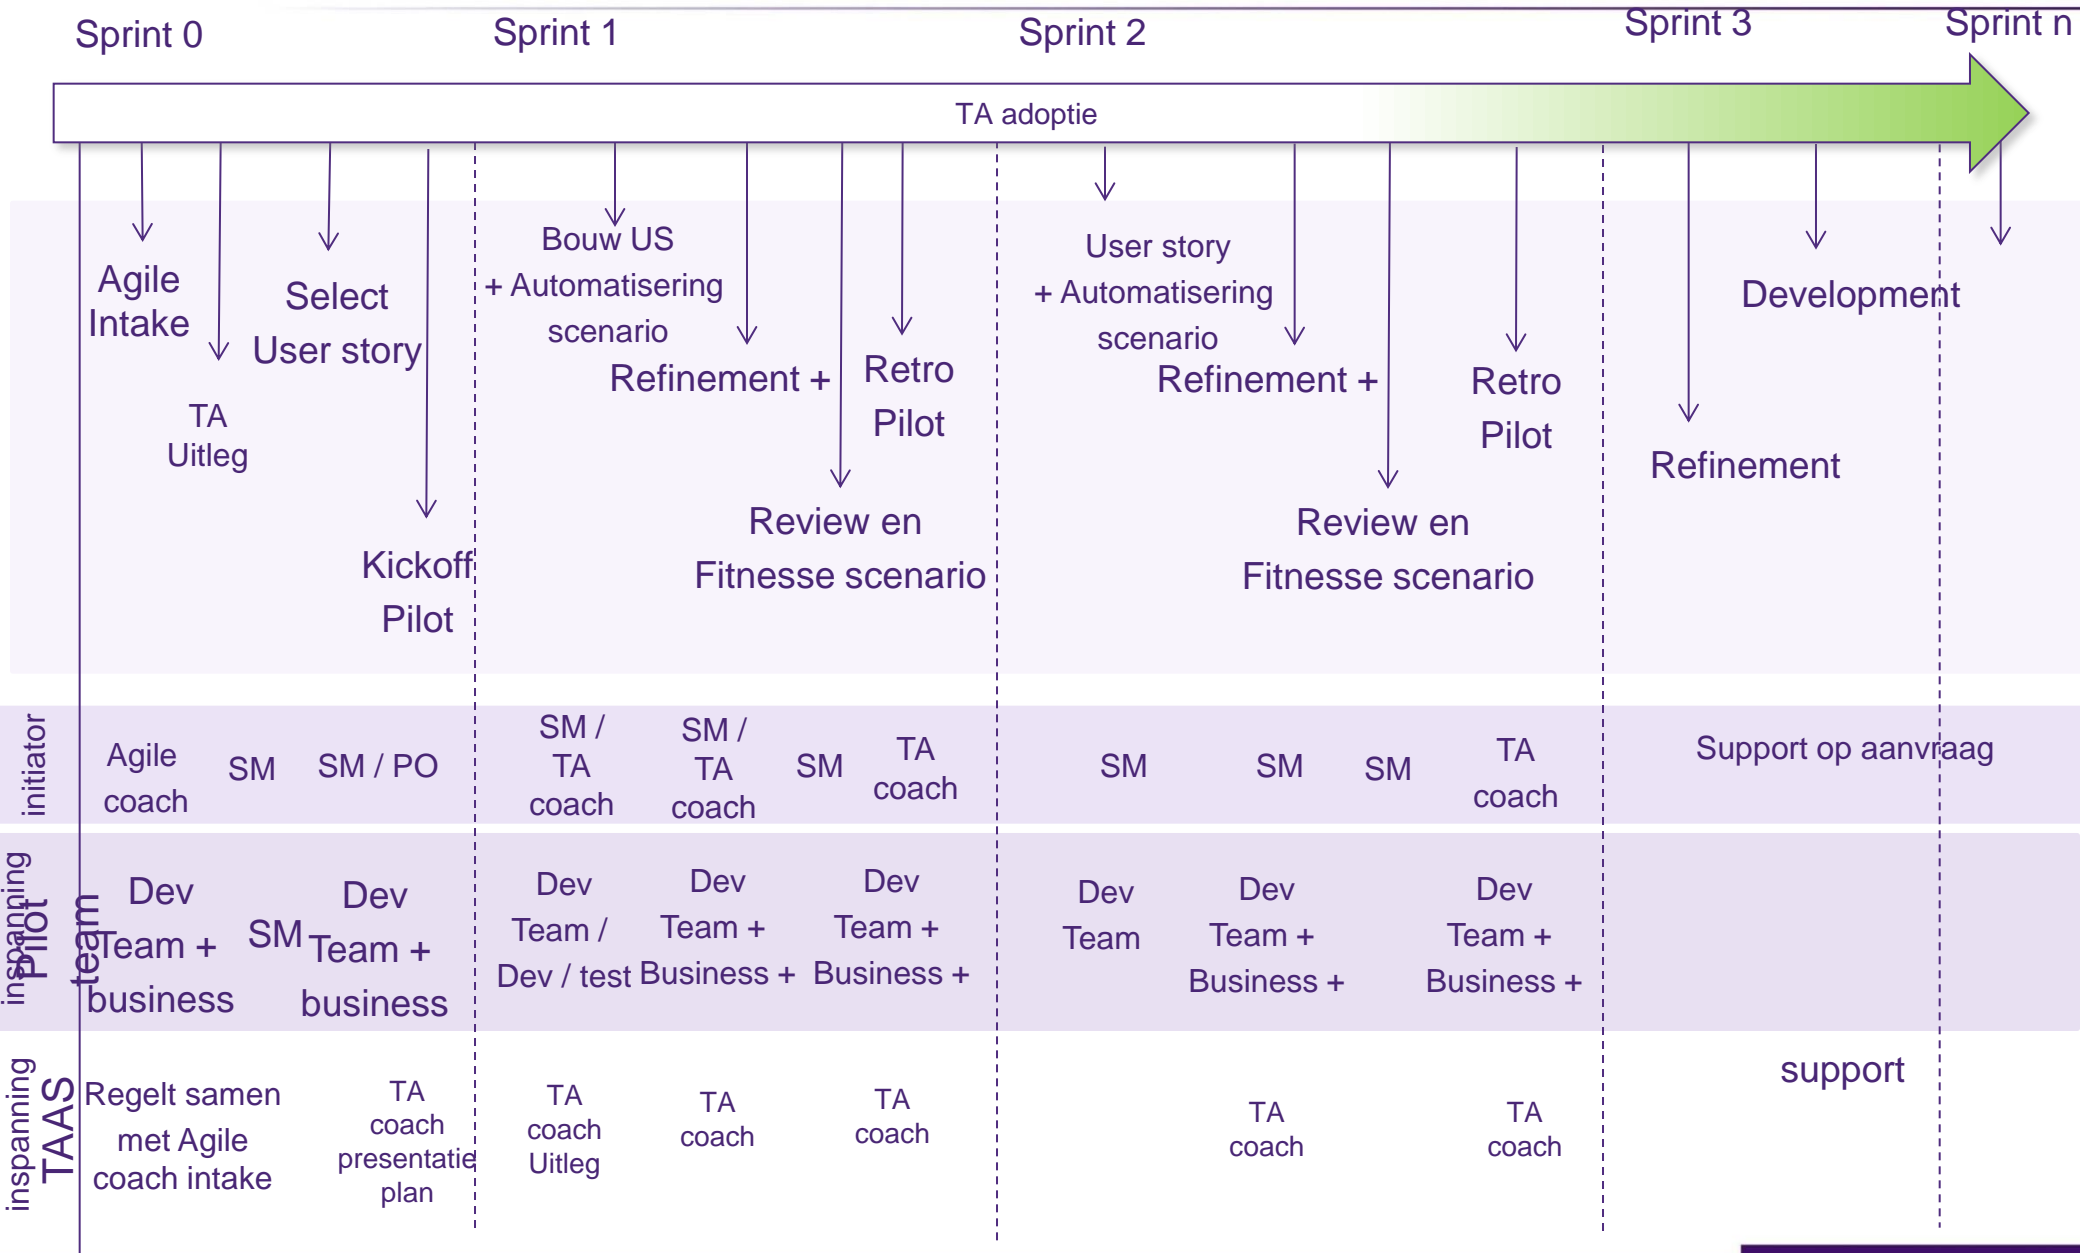 Sprint 0
Sprint 1
Sprint 2
Sprint 3
Sprint n
TA adoptie
Agile
Intake
TA
Uitleg
Select
User story
Kickoff
Pilot
Bouw US
+ Automatisering
scenario
Refinement +
Review en
Fitnesse scenario
Retro
Pilot
User story
+ Automatisering
scenario
Refinement +
Review en
Fitnesse scenario
Retro
Pilot
Refinement
Development
initiator
Agile
coach
SM
SM / PO
SM /
TA
coach
SM /
TA
coach
SM
TA
coach
SM
SM
SM
TA
coach
Support op aanvraag
inspanning
Pilot
team
Dev
Team +
business
SM
Dev
Team +
business
Dev
Team /
Dev / test
Dev
Team +
Business +
Dev
Team +
Business +
Dev
Team
Dev
Team +
Business +
Dev
Team +
Business +
inspanning
TAAS
Regelt samen
met Agile
coach intake
TA
coach
presentatie
plan
TA
coach
Uitleg
TA
coach
TA
coach
TA
coach
TA
coach
support